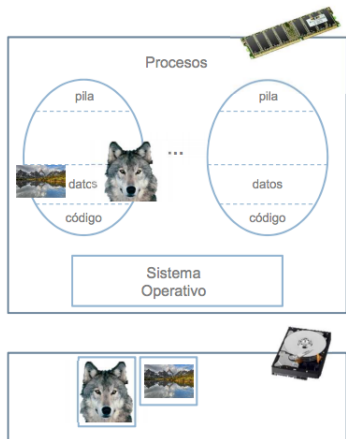 Procesos
pila
pila
...
datos
datos
código
código
Sistema
Operativo